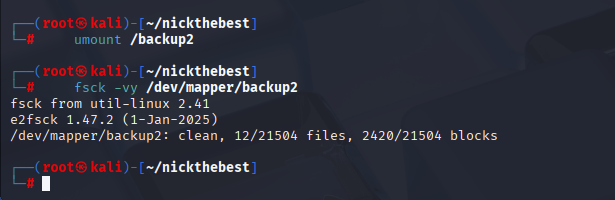 ┌──(root㉿kali)-[~/nickthebest]
└─# umount /backup2
┌──(root㉿kali)-[~/nickthebest]
└─# fsck -vy /dev/mapper/backup2
fsck from util-linux 2.41
e2fsck 1.47.2 (1-Jan-2025)
/dev/mapper/backup2: clean, 12/21504 files, 2420/21504 blocks
┌──(root㉿kali)-[~/nickthebest]
└─#